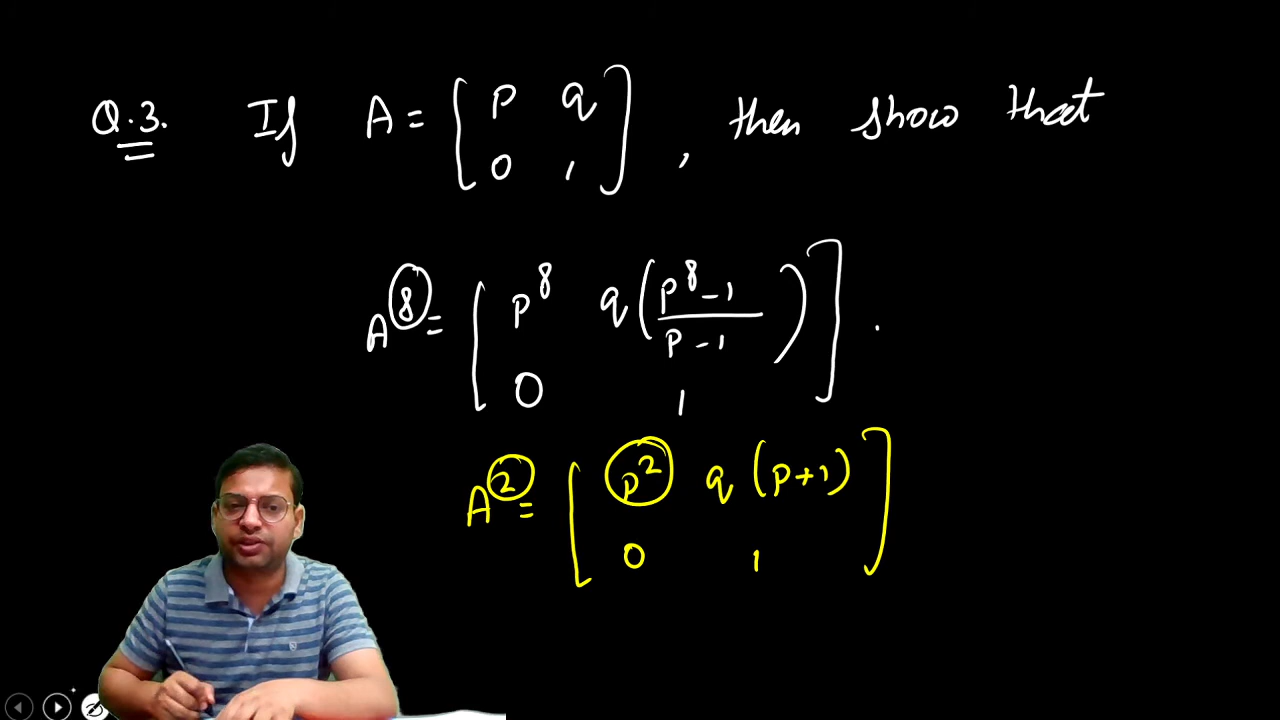 Q.3. If A = [ p q ] , then show that
[ 0 1 ]
A^8 = [ p^8 q ( p^8 - 1 / p - 1 ) ] .
[ 0 1 ]
A^2 = [ p^2 q (p+1) ]
[ 0 1 ]